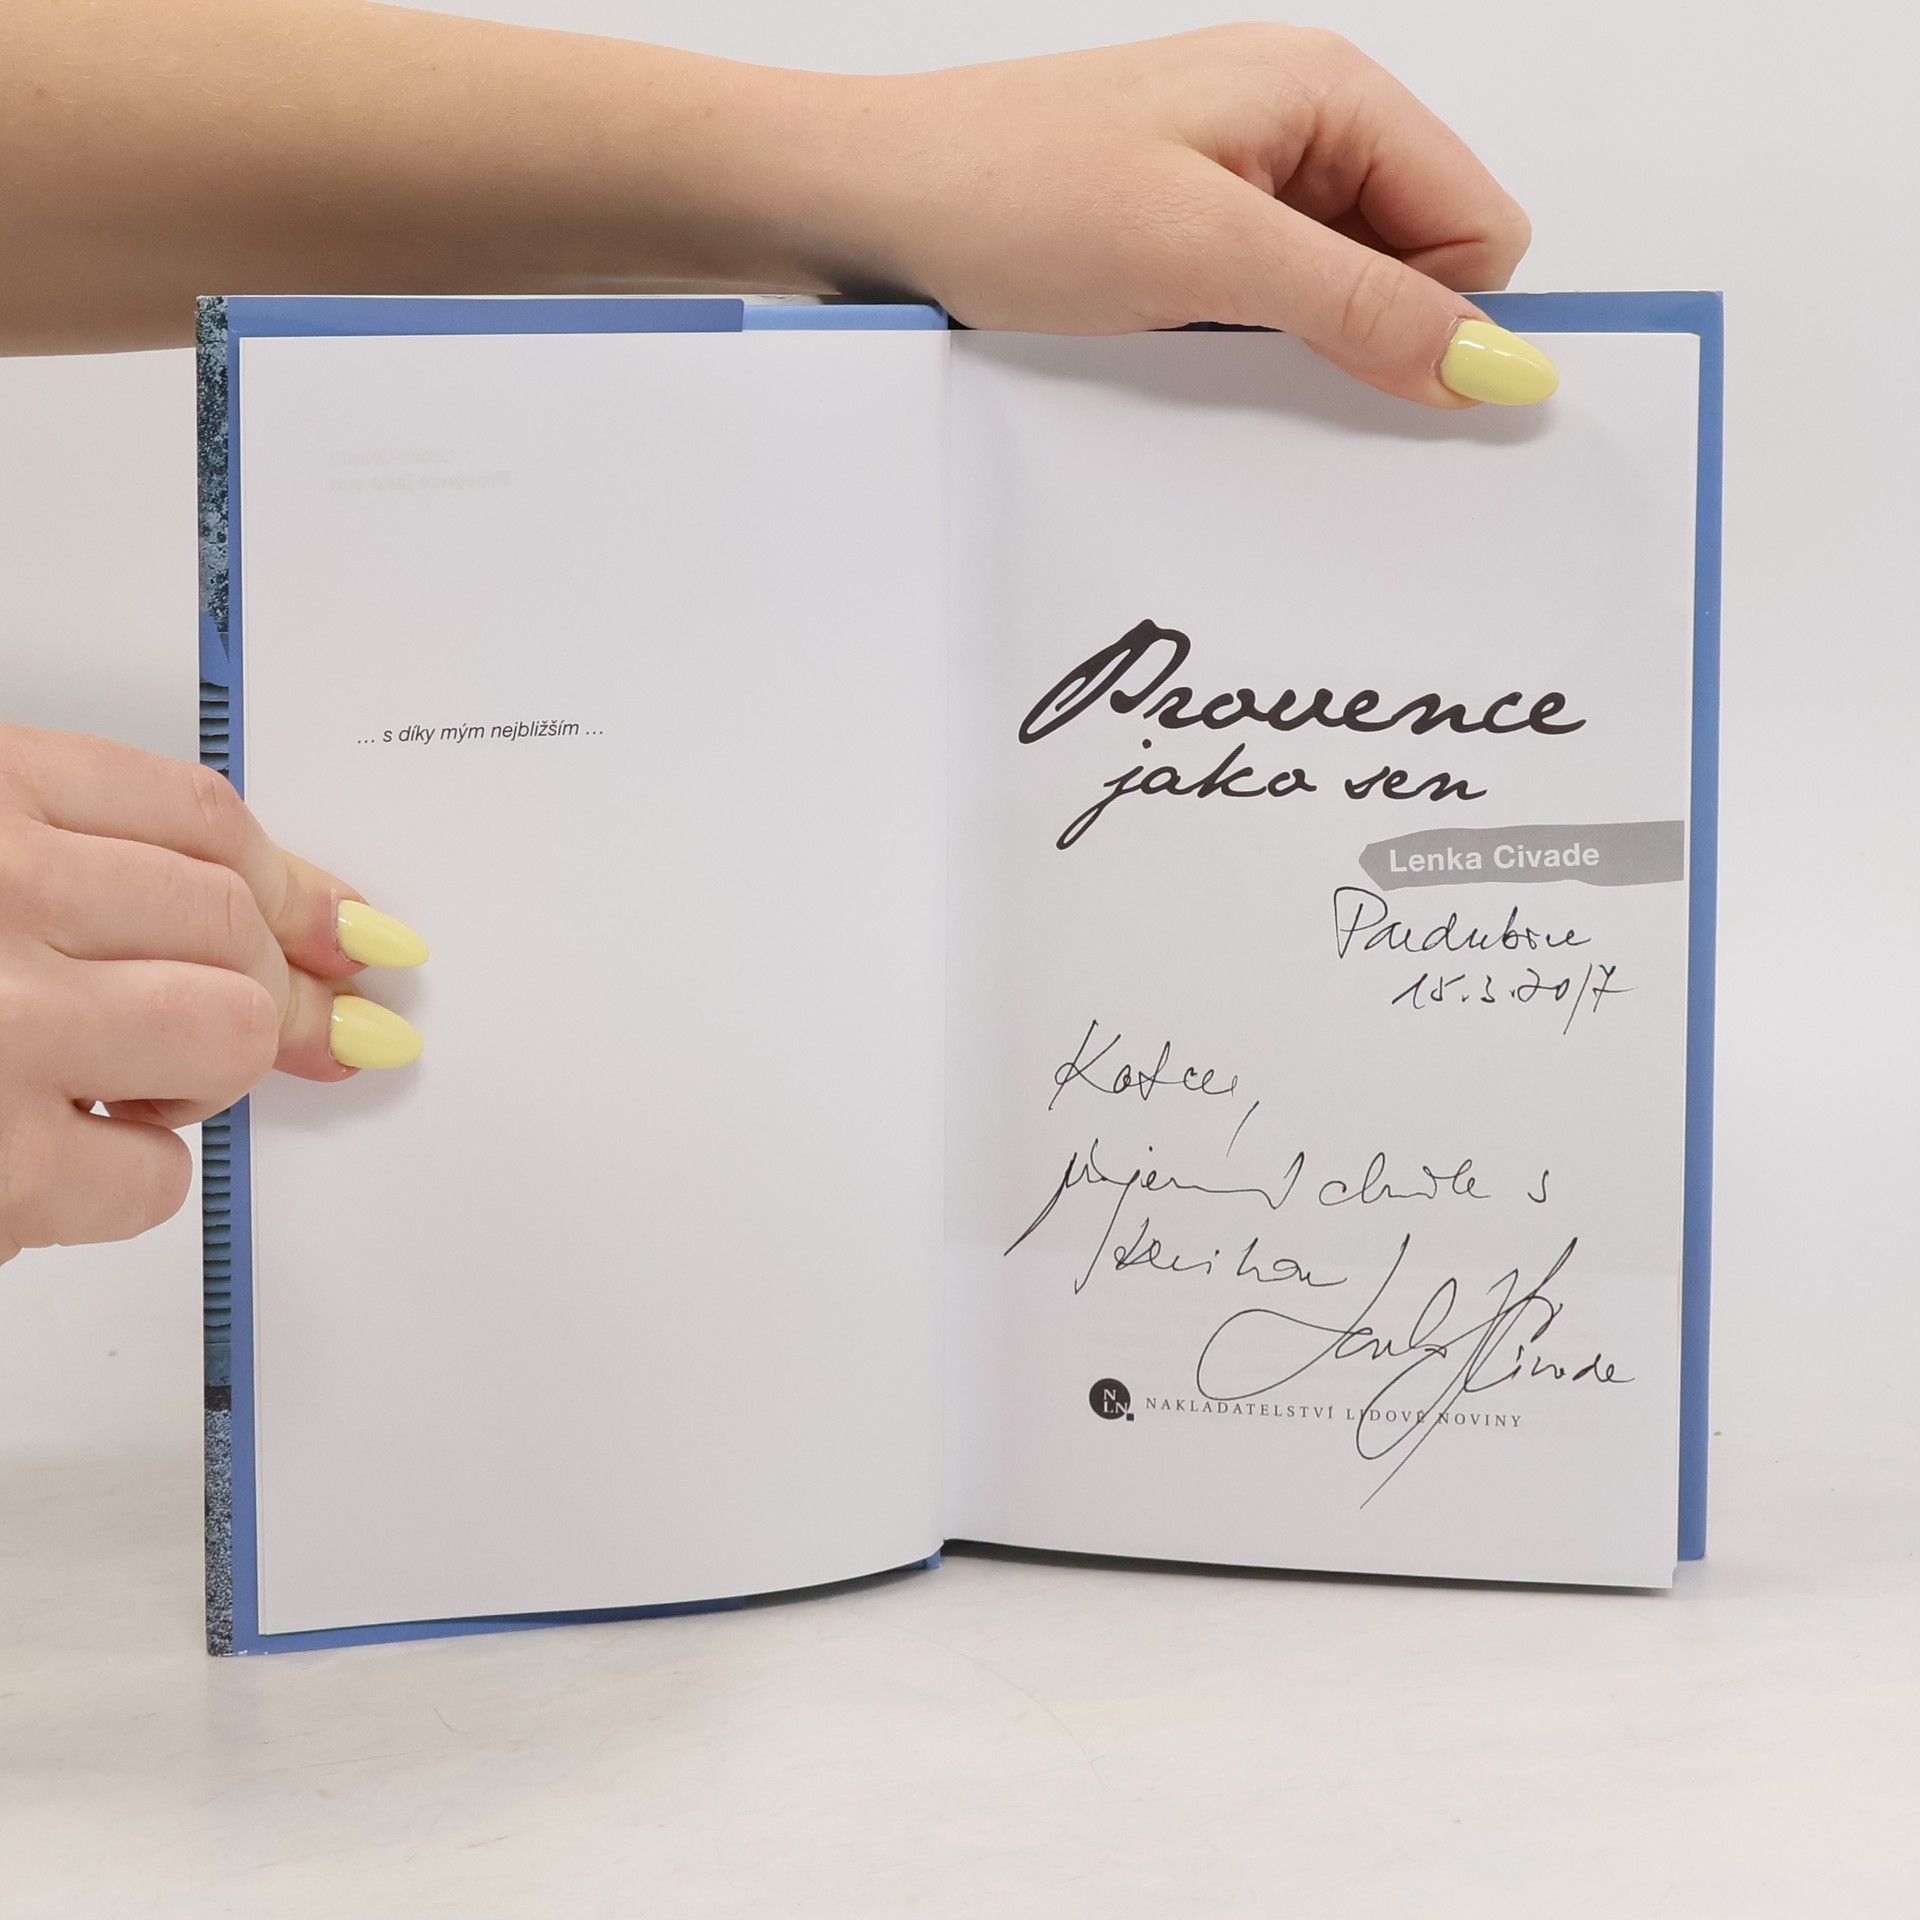 … s díky mým nejbližším …
Provence
jako sen
Lenka Civade
Pardubice
15.3.2017
Katce,
příjemné chvíle s
knihou
Lenka H Civade
NLN NAKLADATELSTVÍ LIDOVÉ NOVINY